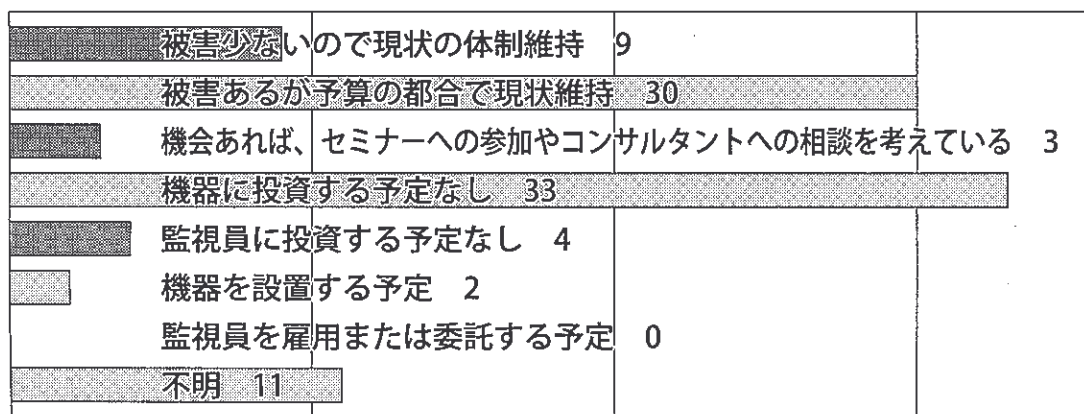 被害少ないので現状の体制維持 9
被害あるが予算の都合で現状維持 30
機会あれば、セミナーへの参加やコンサルタントへの相談を考えている 3
機器に投資する予定なし 33
監視員に投資する予定なし 4
機器を設置する予定 2
監視員を雇用または委託する予定 0
不明 11